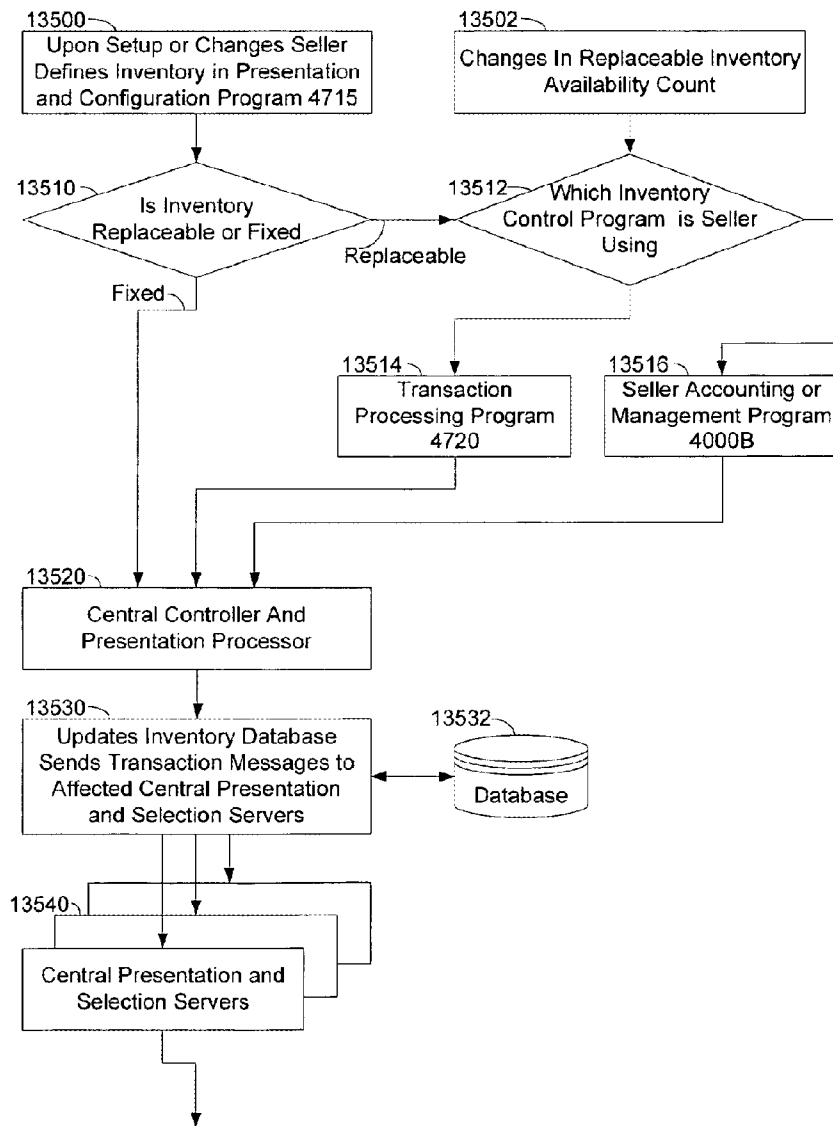 13500
Upon Setup or Changes Seller
Defines Inventory in Presentation
and Configuration Program 4715
13502
Changes In Replaceable Inventory
Availability Count
13510
Is Inventory
Replaceable or Fixed
Replaceable
Fixed
13512
Which Inventory
Control Program is Seller
Using
13514
Transaction
Processing Program
4720
13516
Seller Accounting or
Management Program
4000B
13520
Central Controller And
Presentation Processor
13530
Updates Inventory Database
Sends Transaction Messages to
Affected Central Presentation
and Selection Servers
13532
Database
13540
Central Presentation and
Selection Servers